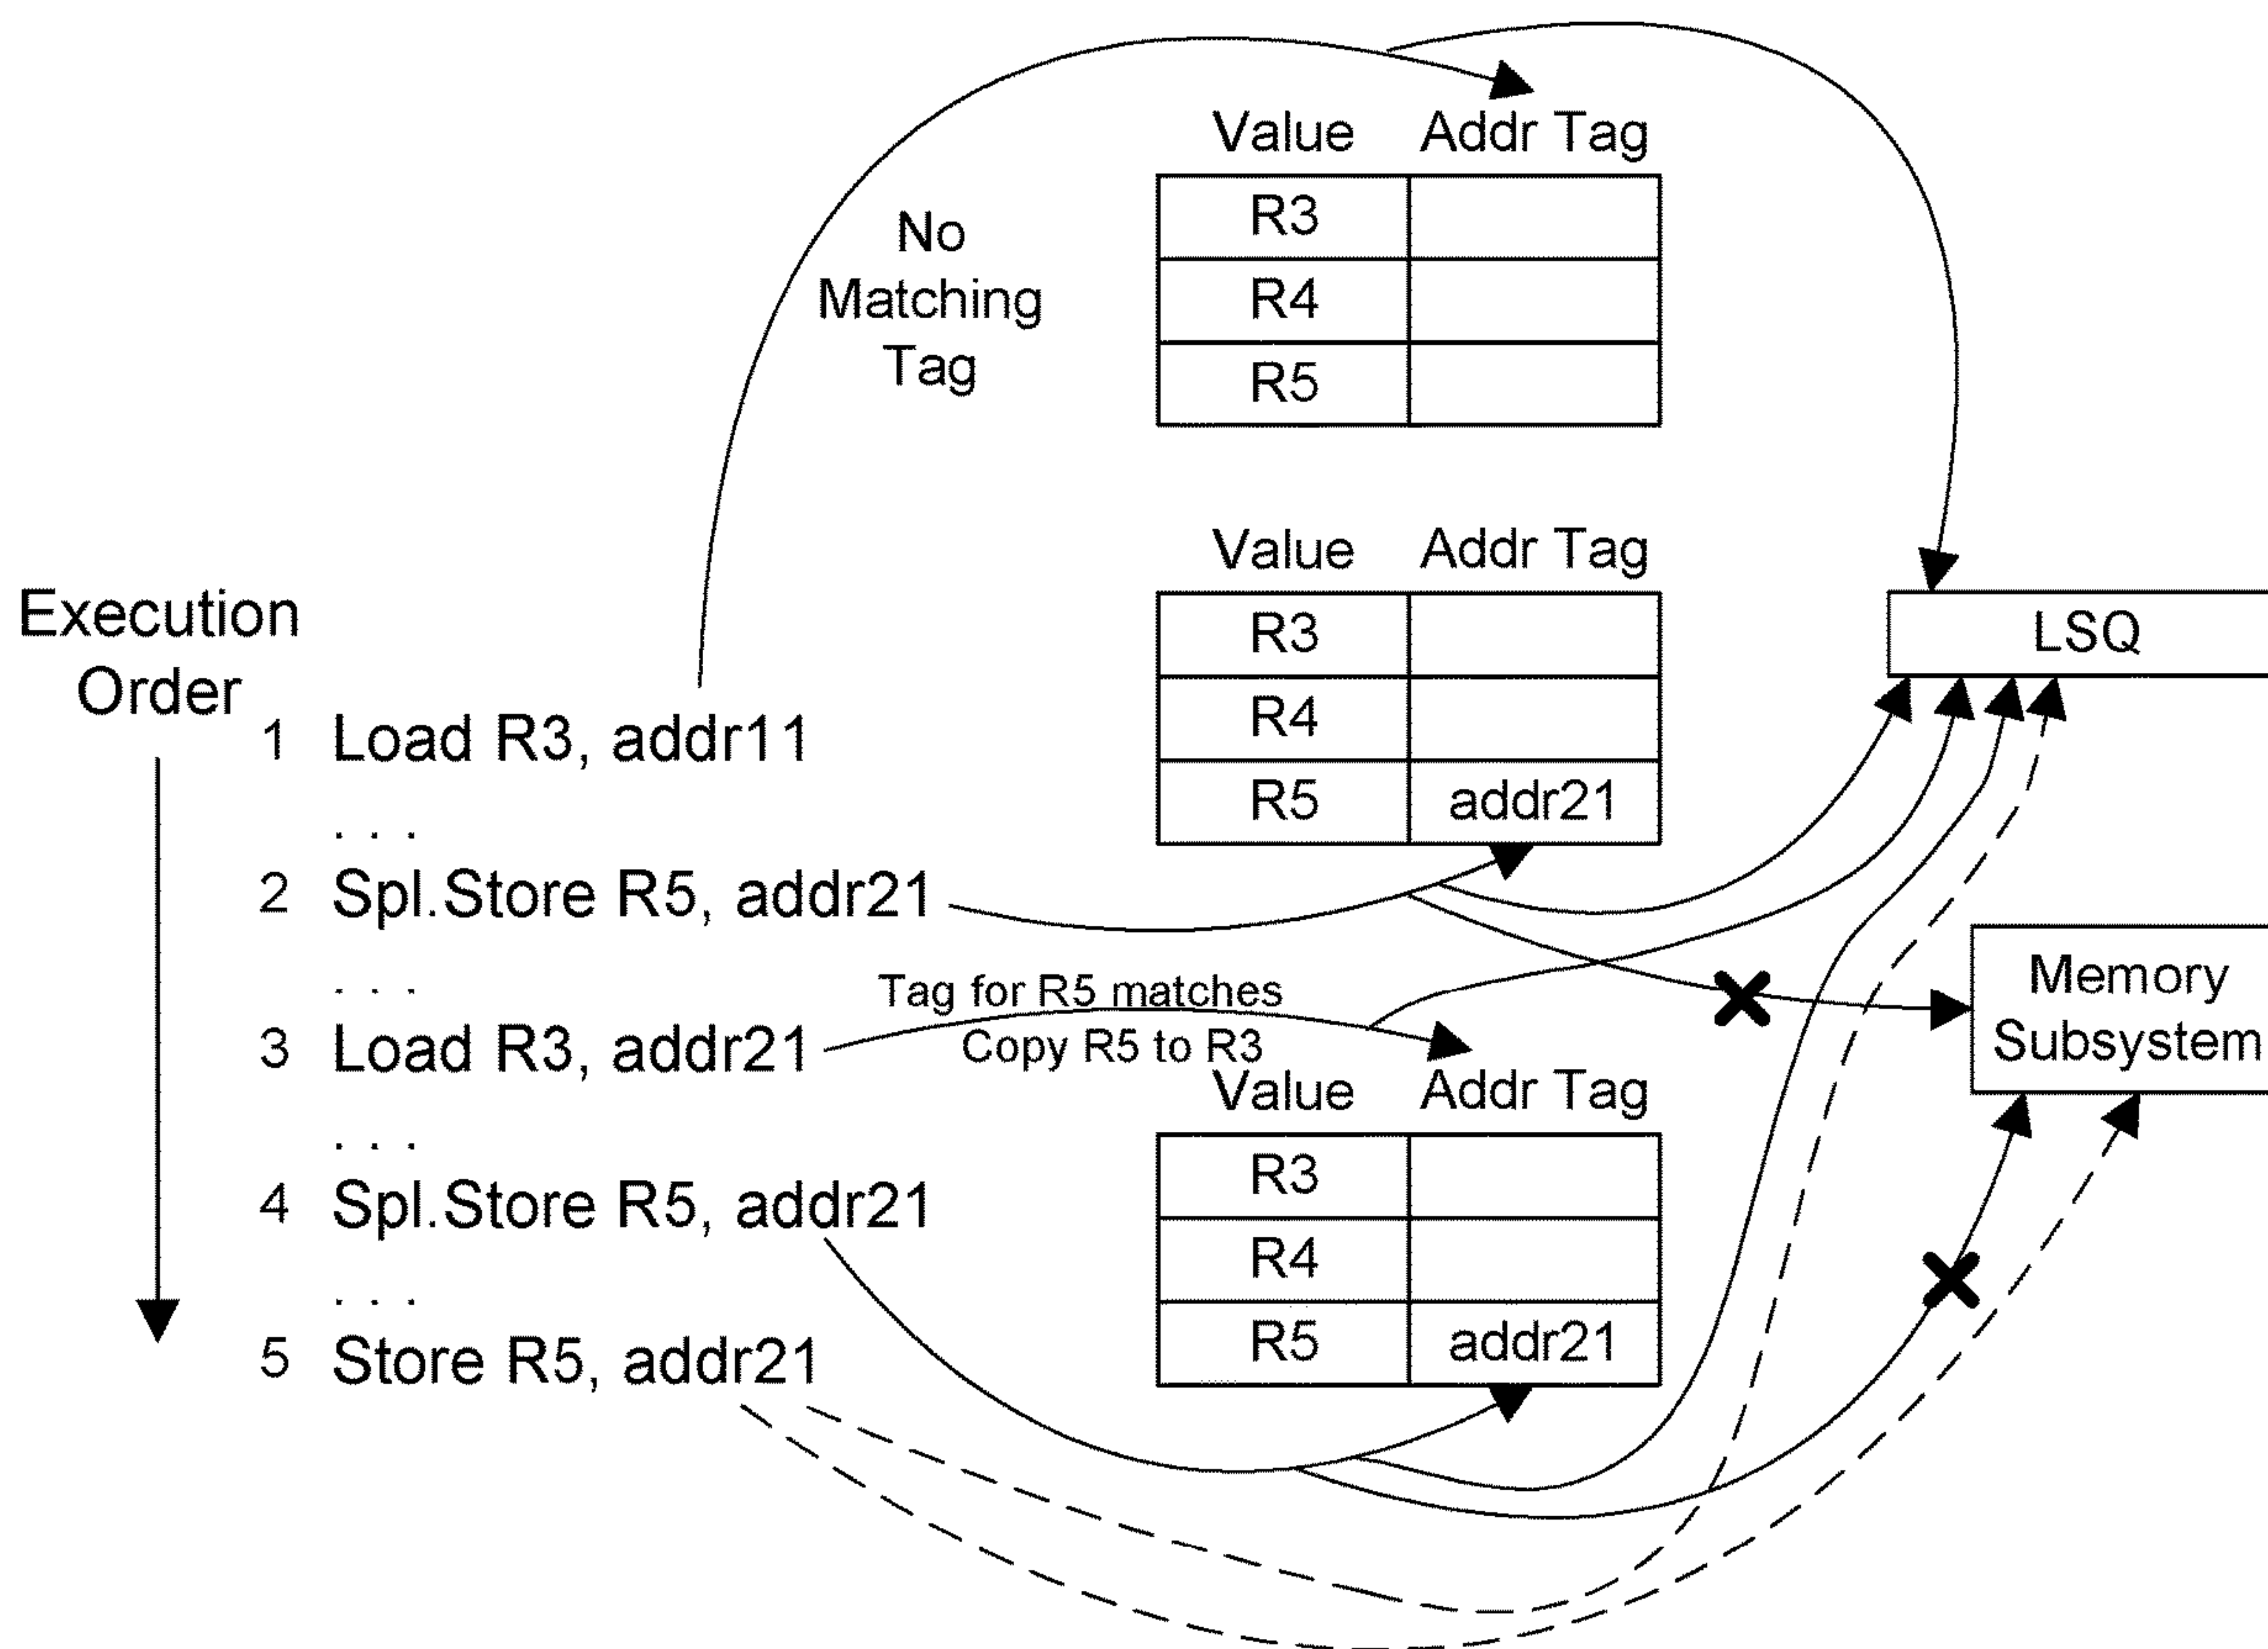 Value Addr Tag
R3
R4
R5
No
Matching
Tag
Value Addr Tag
R3
R4
R5 addr21
LSQ
Execution
Order
1 Load R3, addr11
. . .
2 Spl.Store R5, addr21
. . .
3 Load R3, addr21
. . .
4 Spl.Store R5, addr21
. . .
5 Store R5, addr21
Tag for R5 matches
Copy R5 to R3
Memory
Subsystem
Value Addr Tag
R3
R4
R5 addr21